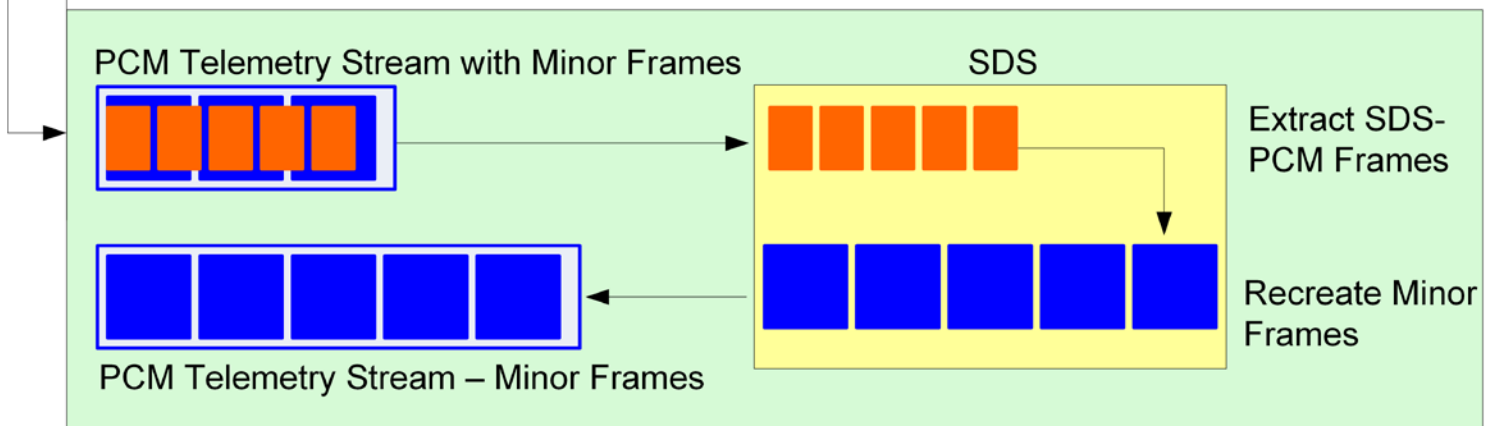 PCM Telemetry Stream with Minor Frames
SDS
Extract SDS-
PCM Frames
Recreate Minor
Frames
PCM Telemetry Stream – Minor Frames